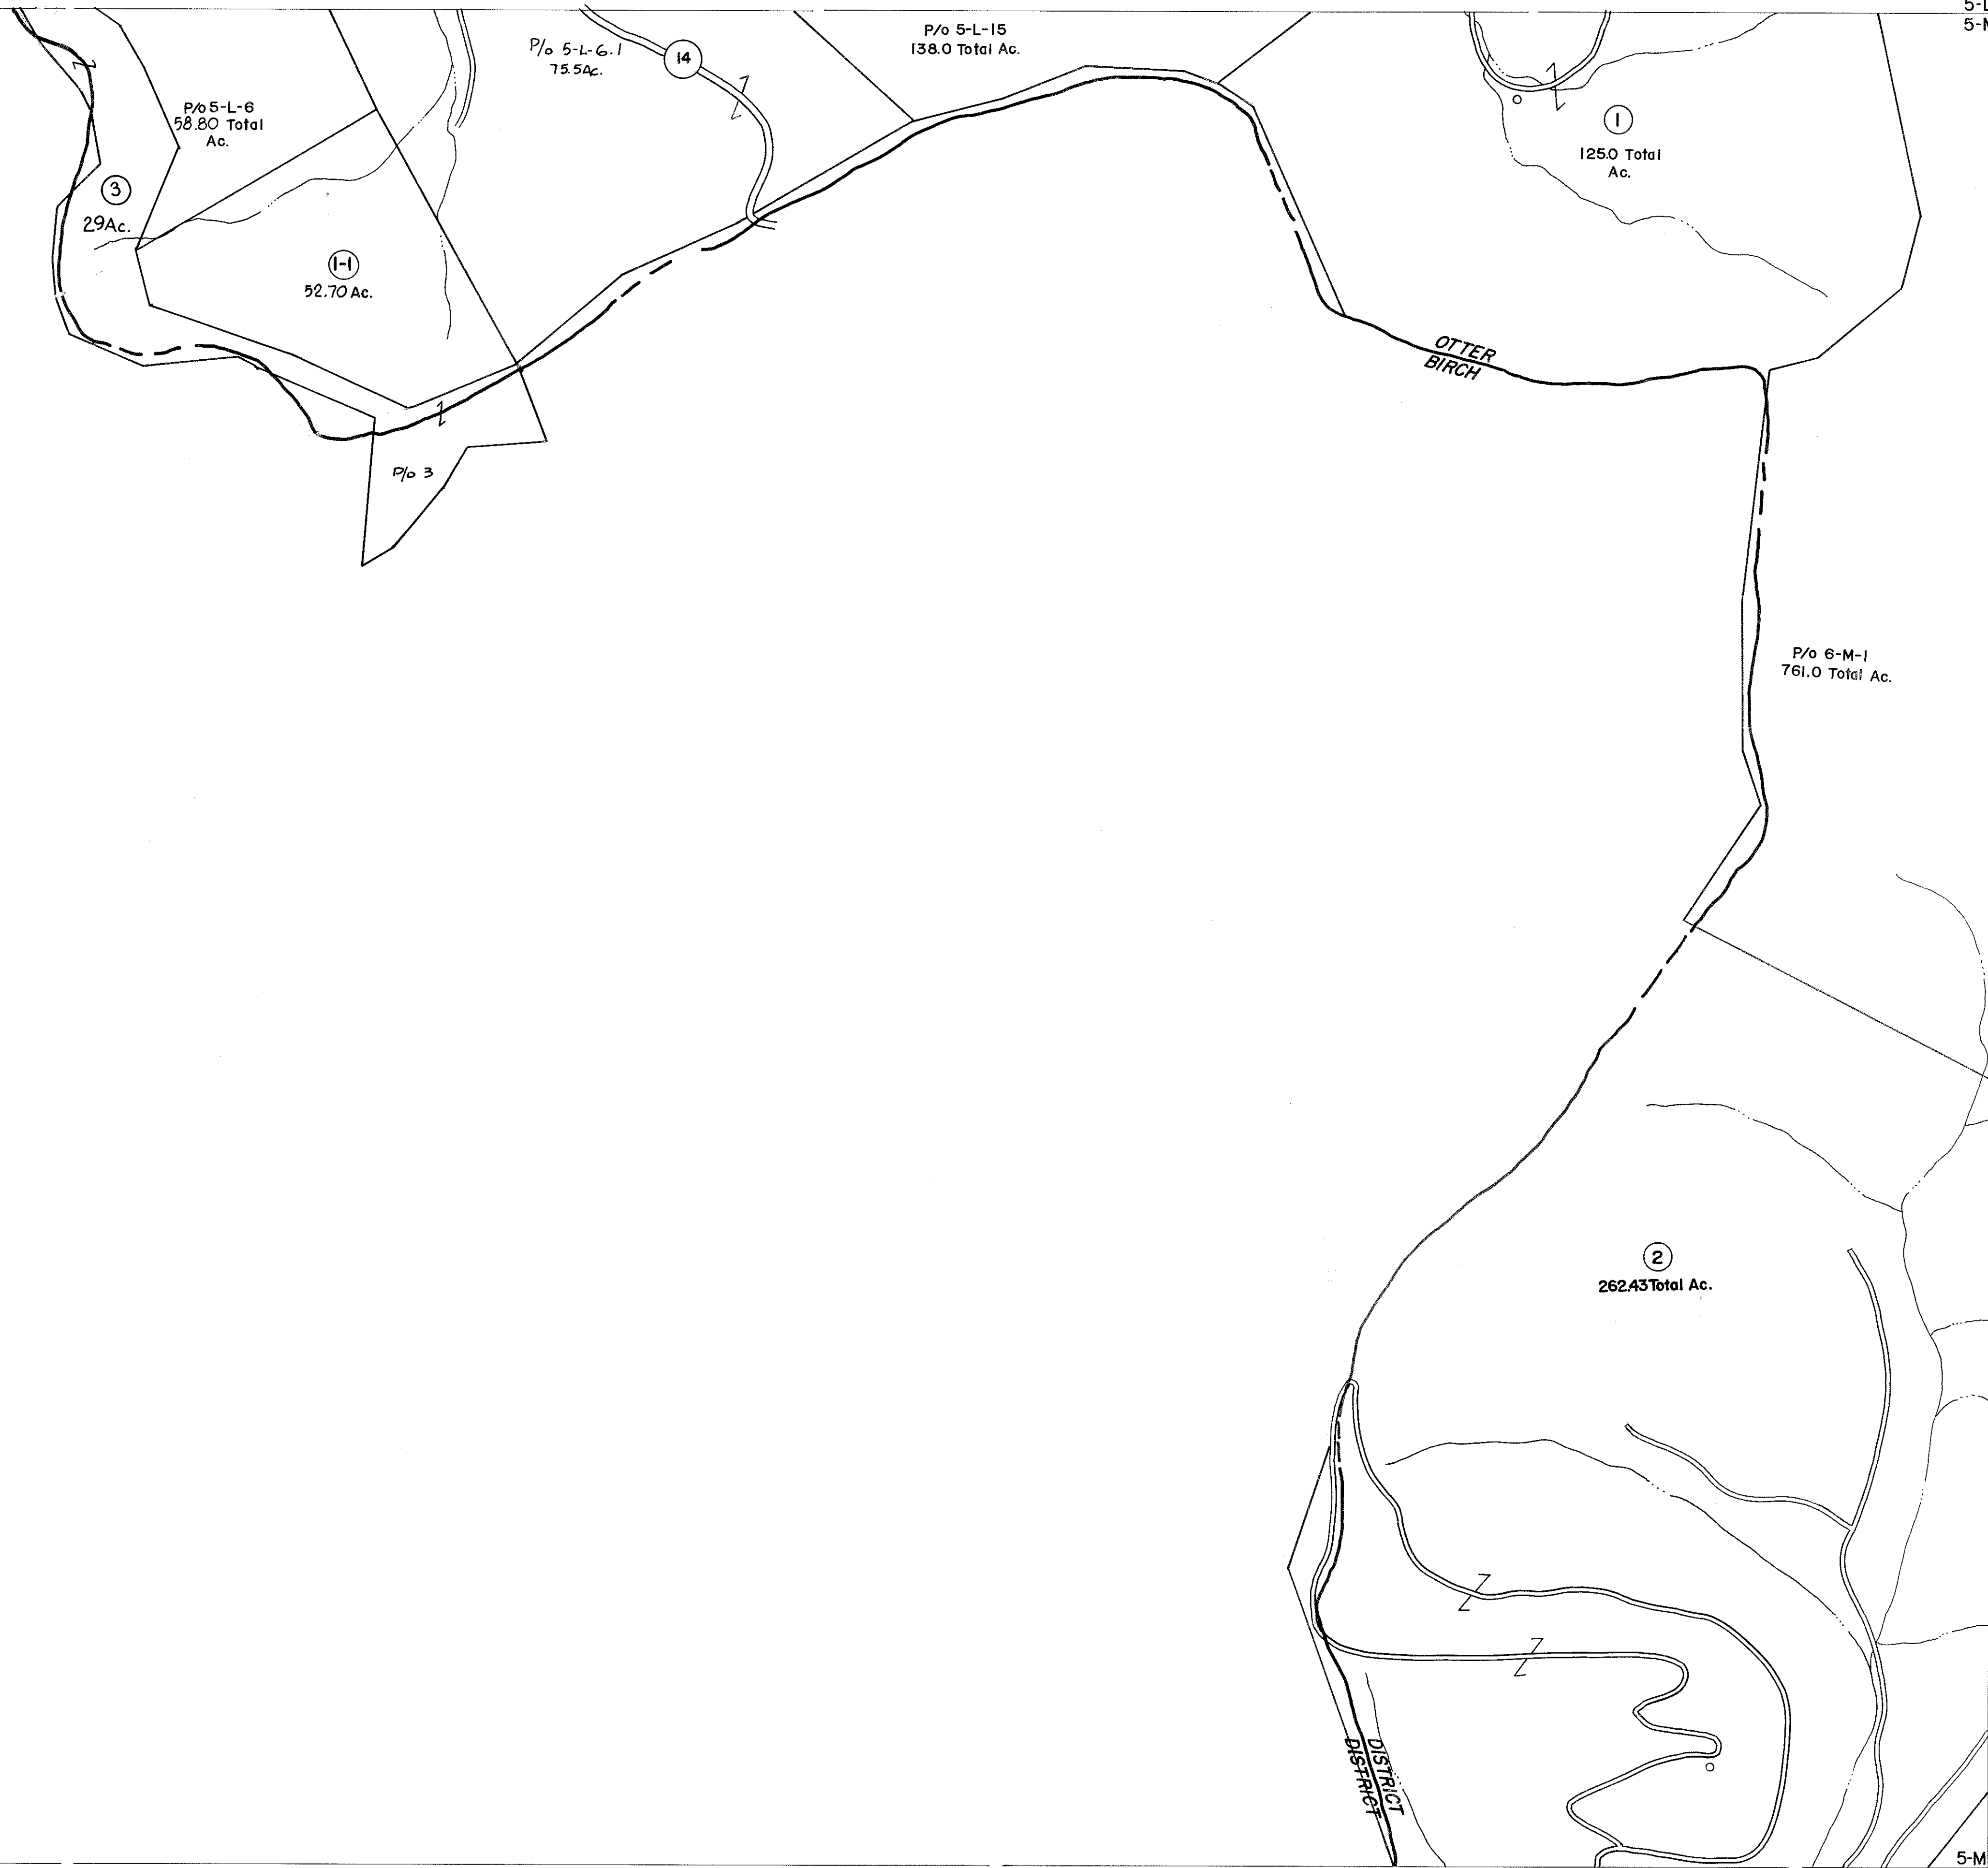 P/o 5-L-6
58.80 Total
Ac.
P/o 5-L-6.1
75.5Ac.
14
P/o 5-L-15
138.0 Total Ac.
1
125.0 Total
Ac.
3
29Ac.
1-1
52.70 Ac.
OTTER
BIRCH
P/o 3
P/o 6-M-1
761.0 Total Ac.
2
262.43 Total Ac.
DISTRICT
DISTRICT
5-M